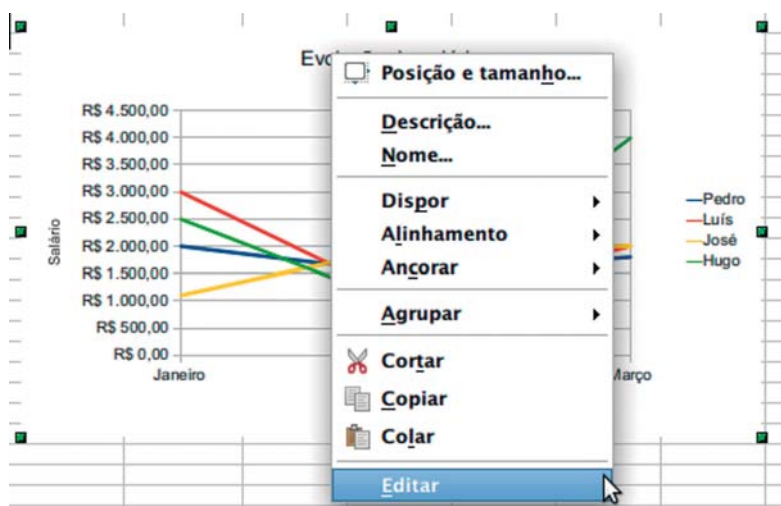 Evo
Posição e tamanho...
Descrição...
Nome...
Dispor
Alinhamento
Ancorar
Agrupar
Cortar
Copiar
Colar
Editar
Salário
R$ 4.500,00
R$ 4.000,00
R$ 3.500,00
R$ 3.000,00
R$ 2.500,00
R$ 2.000,00
R$ 1.500,00
R$ 1.000,00
R$ 500,00
R$ 0,00
Janeiro
Março
Pedro
Luís
José
Hugo